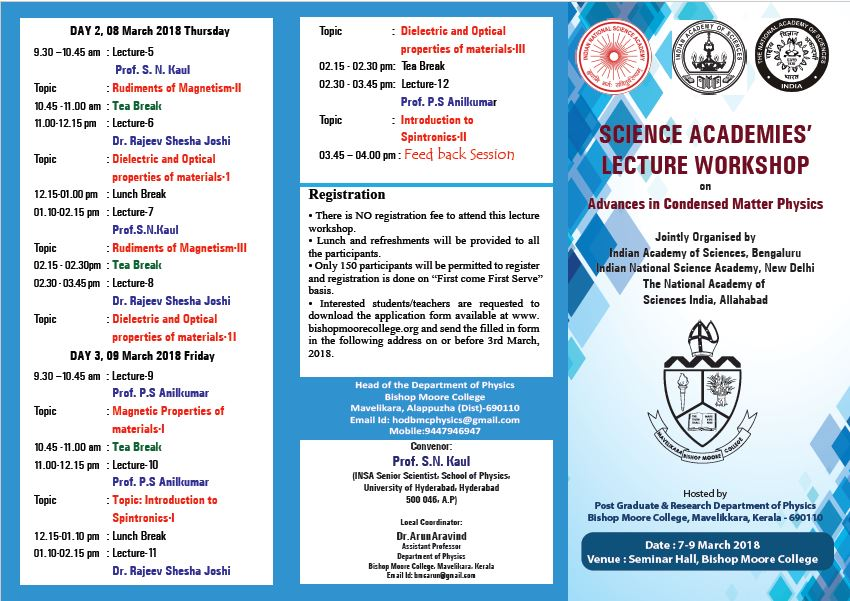 DAY 2, 08 March 2018 Thursday
9.30 –10.45 am : Lecture-5
Prof. S. N. Kaul
Topic : Rudiments of Magnetism-II
10.45 -11.00 am : Tea Break
11.00-12.15 pm : Lecture-6
Dr. Rajeev Shesha Joshi
Topic : Dielectric and Optical
properties of materials-1
12.15-01.00 pm : Lunch Break
01.10-02.15 pm : Lecture-7
Prof.S.N.Kaul
Topic : Rudiments of Magnetism-III
02.15 - 02.30pm : Tea Break
02.30 - 03.45 pm : Lecture-8
Dr. Rajeev Shesha Joshi
Topic : Dielectric and Optical
properties of materials-1I
DAY 3, 09 March 2018 Friday
9.30 –10.45 am : Lecture-9
Prof. P.S Anilkumar
Topic : Magnetic Properties of
materials-I
10.45 -11.00 am : Tea Break
11.00-12.15 pm : Lecture-10
Prof. P.S Anilkumar
Topic : Topic: Introduction to
Spintronics-I
12.15-01.10 pm : Lunch Break
01.10-02.15 pm : Lecture-11
Dr. Rajeev Shesha Joshi
Topic : Dielectric and Optical
properties of materials-III
02.15 - 02.30 pm: Tea Break
02.30 - 03.45 pm: Lecture-12
Prof. P.S Anilkumar
Topic : Introduction to
Spintronics-II
03.45 – 04.00 pm : Feed back Session
Registration
• There is NO registration fee to attend this lecture
workshop.
• Lunch and refreshments will be provided to all
the participants.
• Only 150 participants will be permitted to register
and registration is done on “First come First Serve”
basis.
• Interested students/teachers are requested to
download the application form available at www.
bishopmoorecollege.org and send the filled in form
in the following address on or before 3rd March,
2018.
Head of the Department of Physics
Bishop Moore College
Mavelikara, Alappuzha (Dist)-690110
Email Id: hodbmcphysics@gmail.com
Mobile:9447946947
Convenor:
Prof. S.N. Kaul
(INSA Senior Scientist, School of Physics,
University of Hyderabad, Hyderabad
500 046, A.P)
Local Coordinator:
Dr.ArunAravind
Assistant Professor
Department of Physics
Bishop Moore College, Mavelikara, Kerala
Email Id: bmcarun@gmail.com
INDIAN NATIONAL SCIENCE ACADEMY
INDIAN ACADEMY OF SCIENCES
THE NATIONAL ACADEMY OF SCIENCES
INDIA
SCIENCE ACADEMIES’
LECTURE WORKSHOP
on
Advances in Condensed Matter Physics
Jointly Organised by
Indian Academy of Sciences, Bengaluru
Indian National Science Academy, New Delhi
The National Academy of
Sciences India, Allahabad
MAVELIKARA BISHOP MOORE COLLEGE
Hosted by
Post Graduate & Research Department of Physics
Bishop Moore College, Mavelikkara, Kerala - 690110
Date : 7-9 March 2018
Venue : Seminar Hall, Bishop Moore College